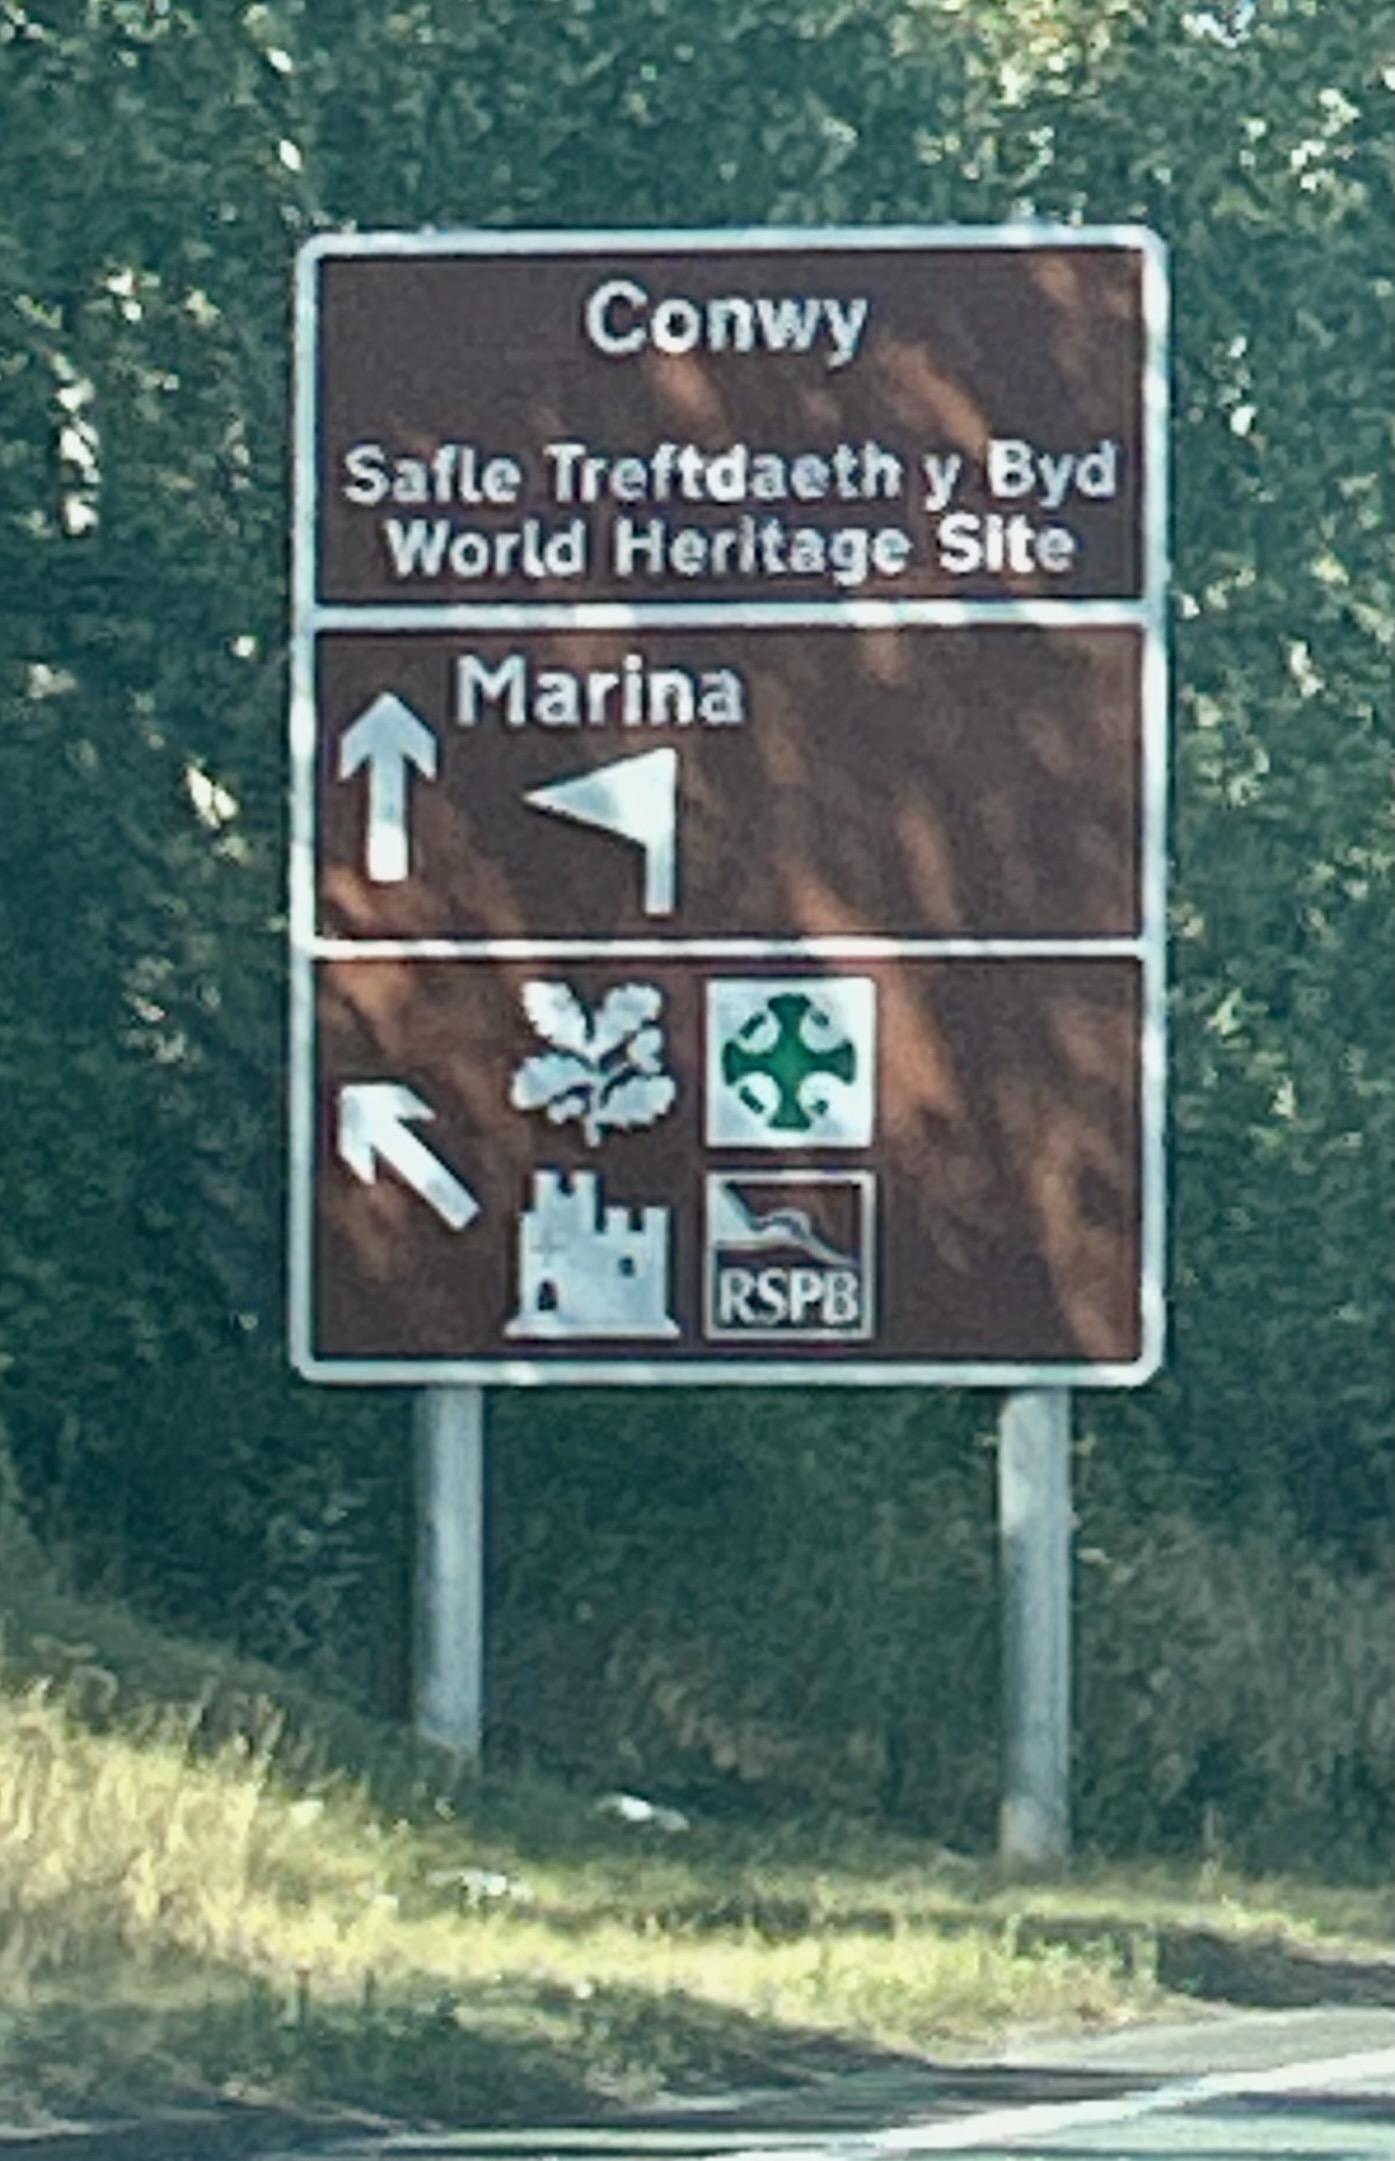 Conwy
Safle Treftdaeth y Byd
World Heritage Site
Marina
RSPB